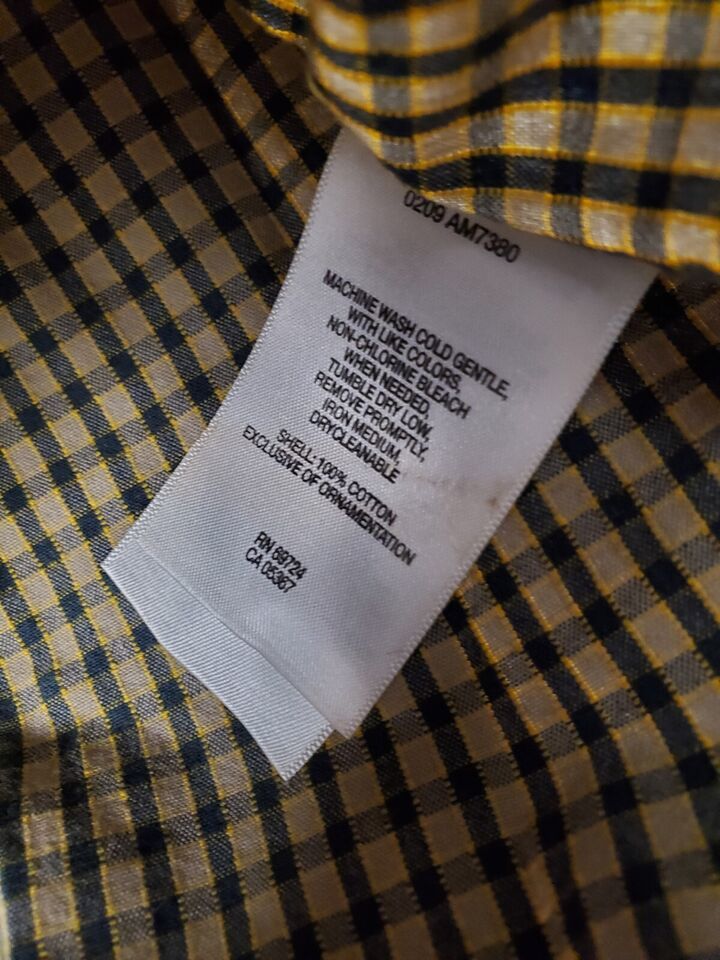 0209 AM7380
MACHINE WASH COLD GENTLE,
WITH LIKE COLORS.
NON-CHLORINE BLEACH
WHEN NEEDED,
TUMBLE DRY LOW,
REMOVE PROMPTLY,
IRON MEDIUM,
DRYCLEANABLE
SHELL: 100% COTTON
EXCLUSIVE OF ORNAMENTATION
RN 69724
CA 05367